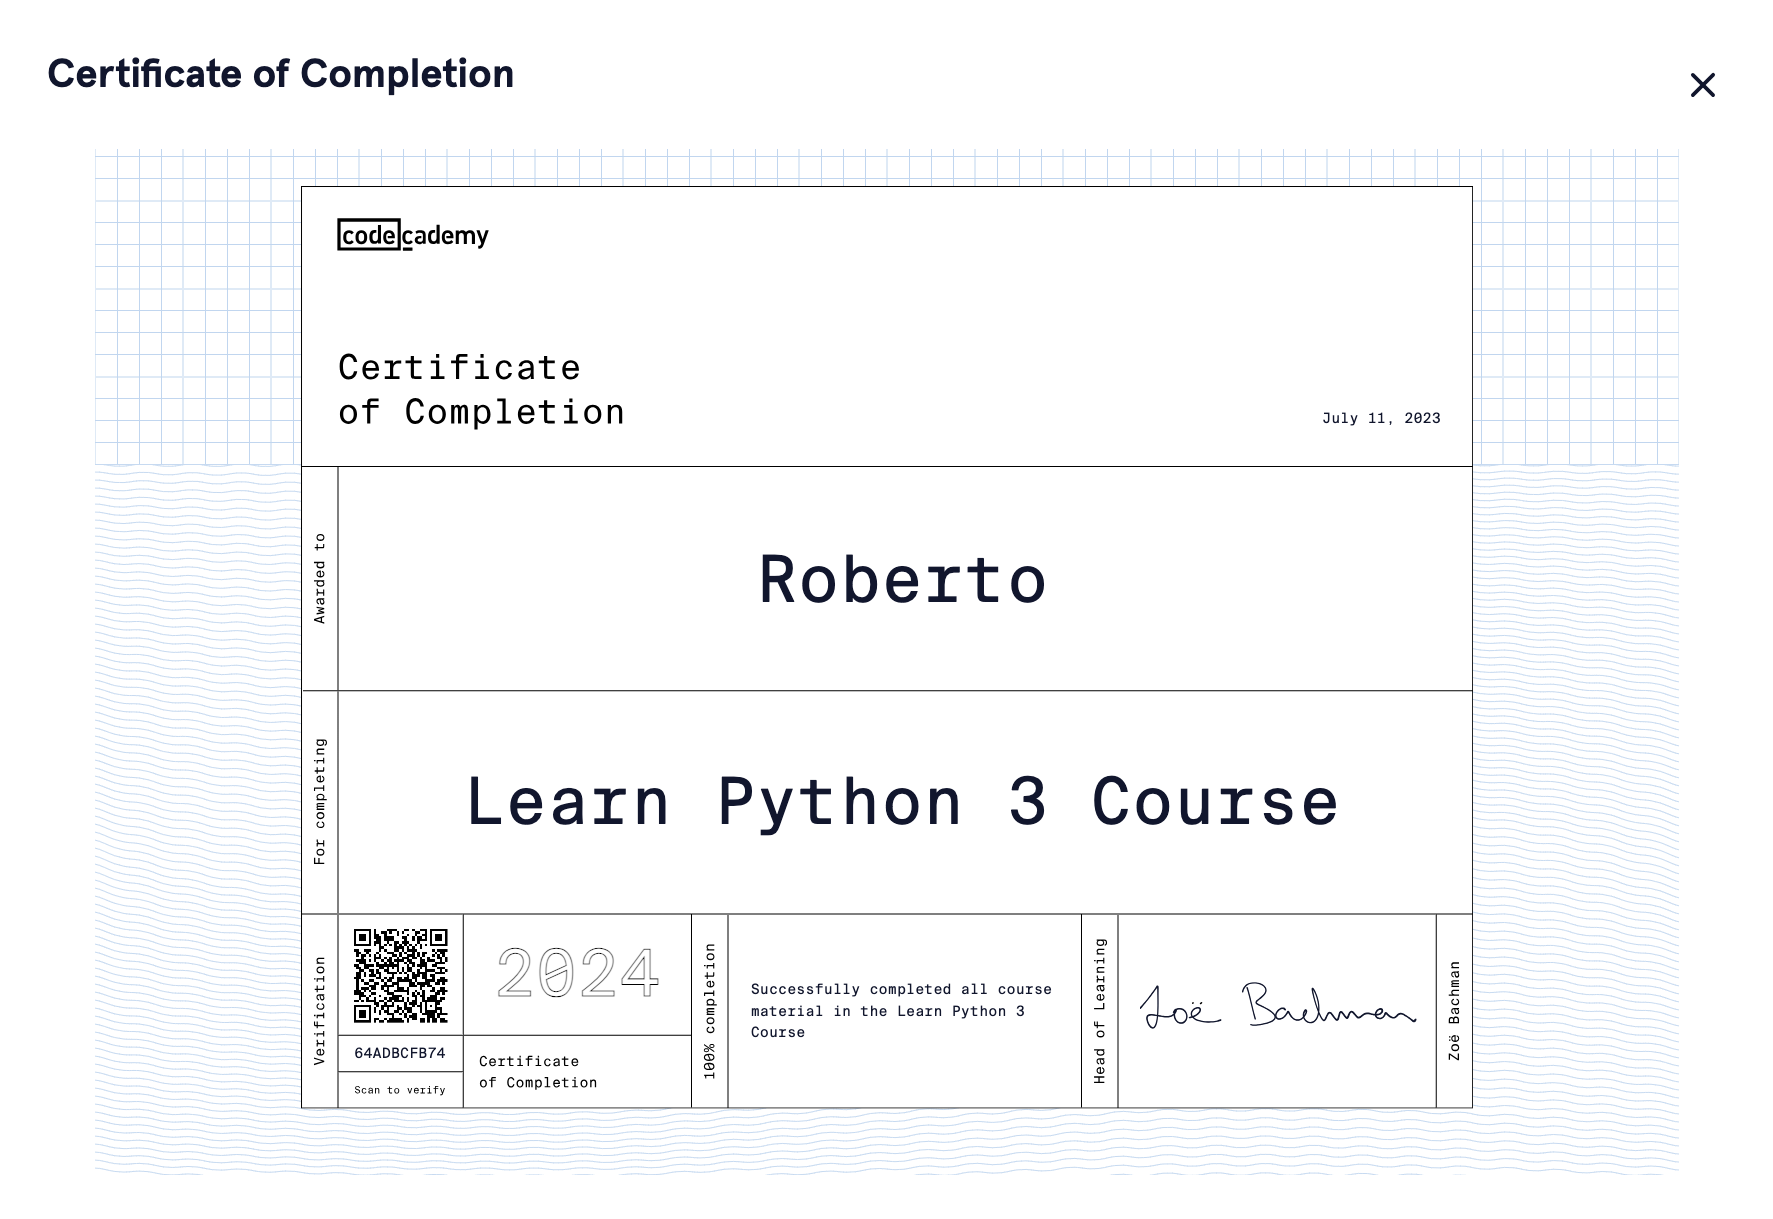 Certificate of Completion
codecademy
Certificate
of Completion
July 11, 2023
Awarded to
Roberto
For completing
Learn Python 3 Course
Verification
64ADBCFB74
Scan to verify
2024
Certificate
of Completion
100% completion
Successfully completed all course
material in the Learn Python 3
Course
Head of Learning
Zoë Bachman
Zoë Bachman